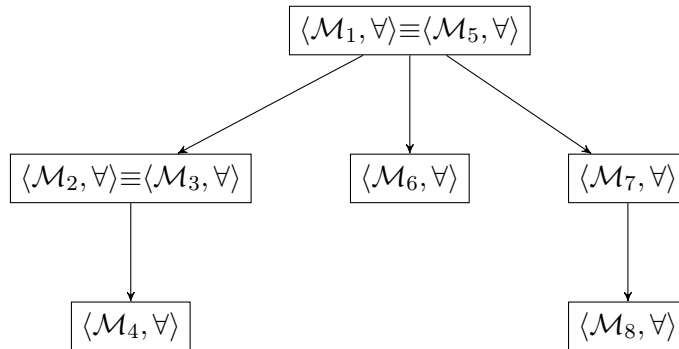 ⟨ℳ₁, ∀⟩≡⟨ℳ₅, ∀⟩
⟨ℳ₂, ∀⟩≡⟨ℳ₃, ∀⟩
⟨ℳ₆, ∀⟩
⟨ℳ₇, ∀⟩
⟨ℳ₄, ∀⟩
⟨ℳ₈, ∀⟩